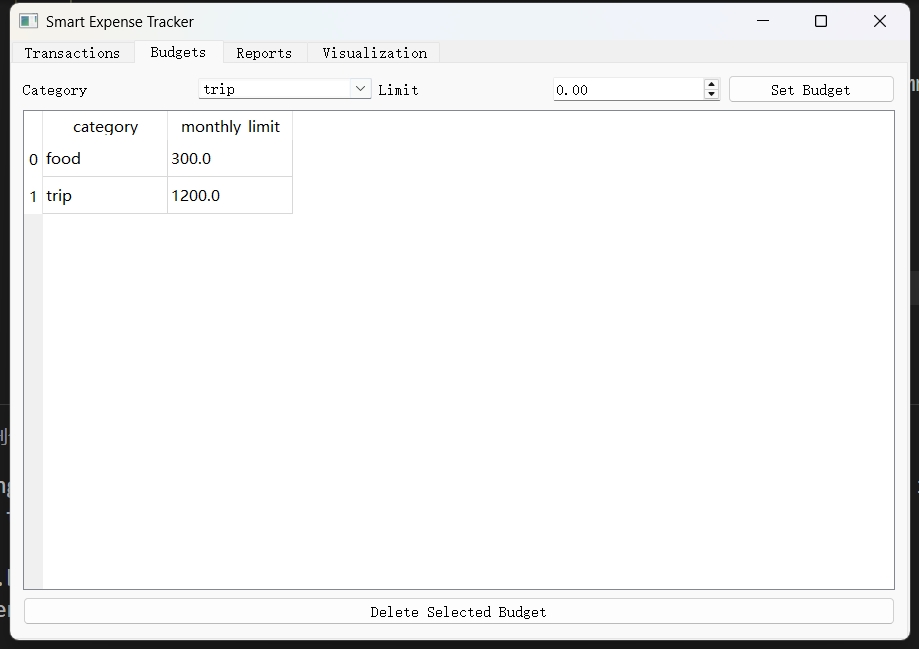 Smart Expense Tracker
Transactions Budgets Reports Visualization
Category trip Limit 0.00 Set Budget
category monthly limit
0 food 300.0
1 trip 1200.0
Delete Selected Budget